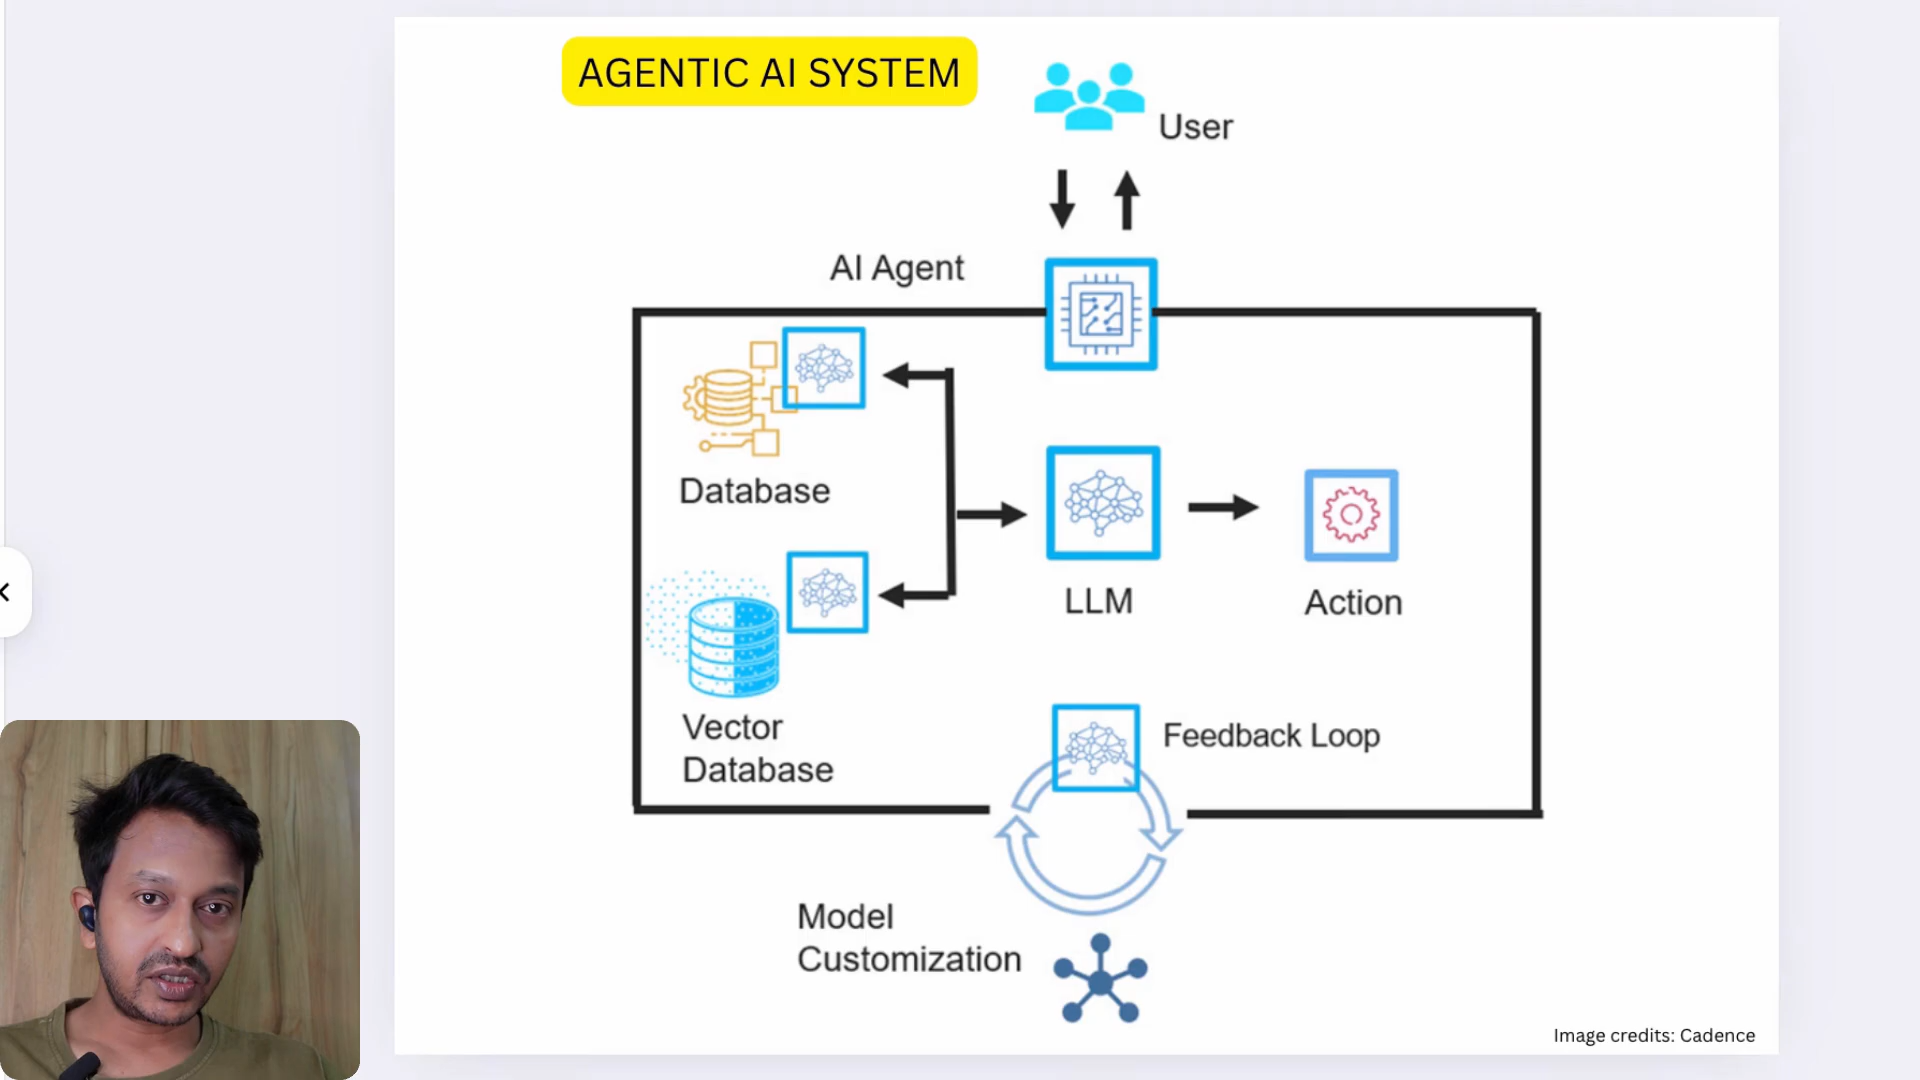 AGENTIC AI SYSTEM
User
AI Agent
Database
LLM
Action
Vector
Database
Feedback Loop
Model
Customization
Image credits: Cadence